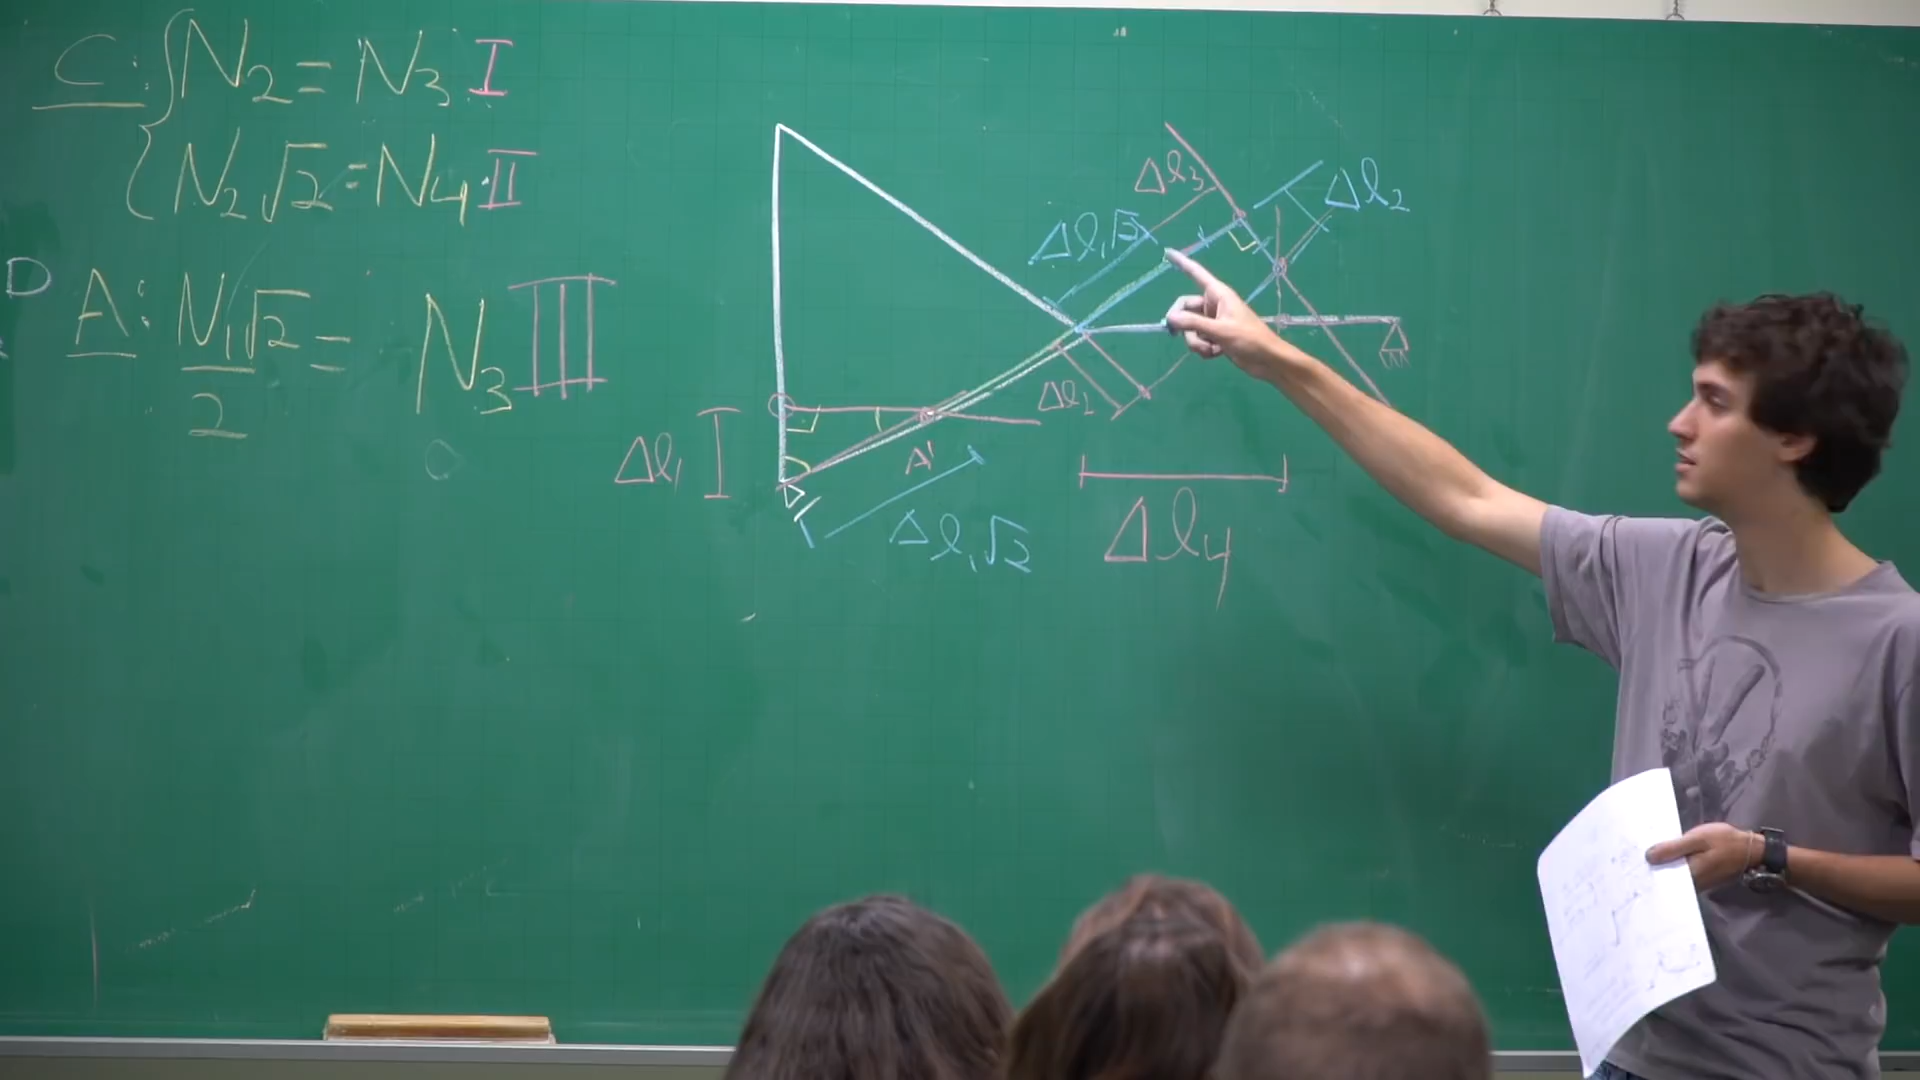 C: { N₂ = N₃ I
N₂√2 = N₄ II
D
A: N₁√2/2 = N₃ III
Δl₃
Δl₂
Δl₁√2
Δl₂
Δl₁
A'
Δl₁√2
Δl₄